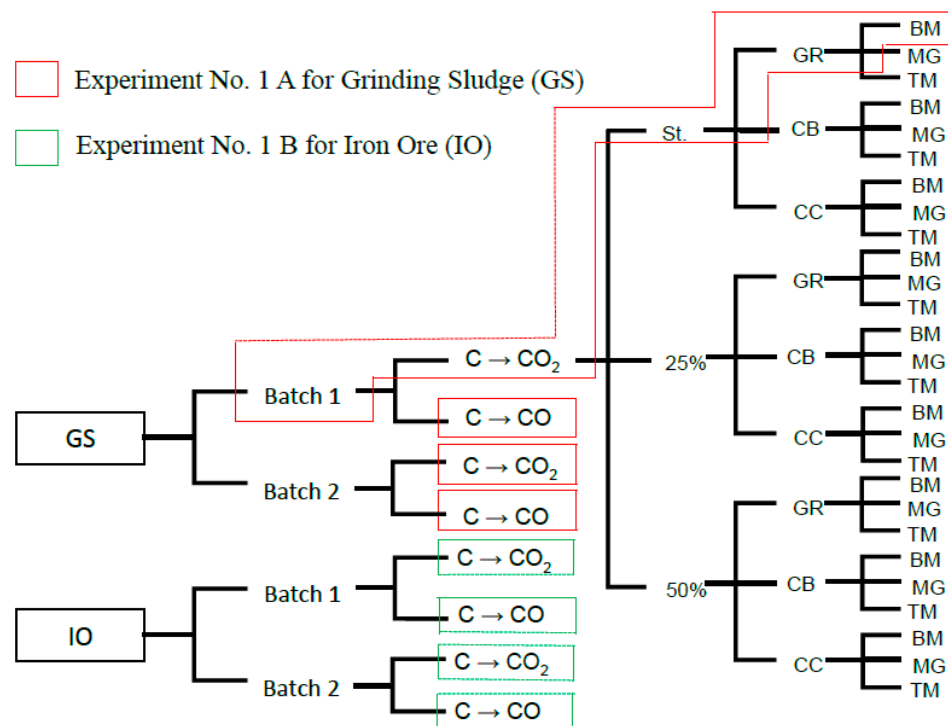 Experiment No. 1 A for Grinding Sludge (GS)
Experiment No. 1 B for Iron Ore (IO)
GS
Batch 1
C → CO₂
C → CO
Batch 2
C → CO₂
C → CO
IO
Batch 1
C → CO₂
C → CO
Batch 2
C → CO₂
C → CO
St.
GR
BM
MG
TM
CB
BM
MG
TM
CC
BM
MG
TM
25%
GR
BM
MG
TM
CB
BM
MG
TM
CC
BM
MG
TM
50%
GR
BM
MG
TM
CB
BM
MG
TM
CC
BM
MG
TM